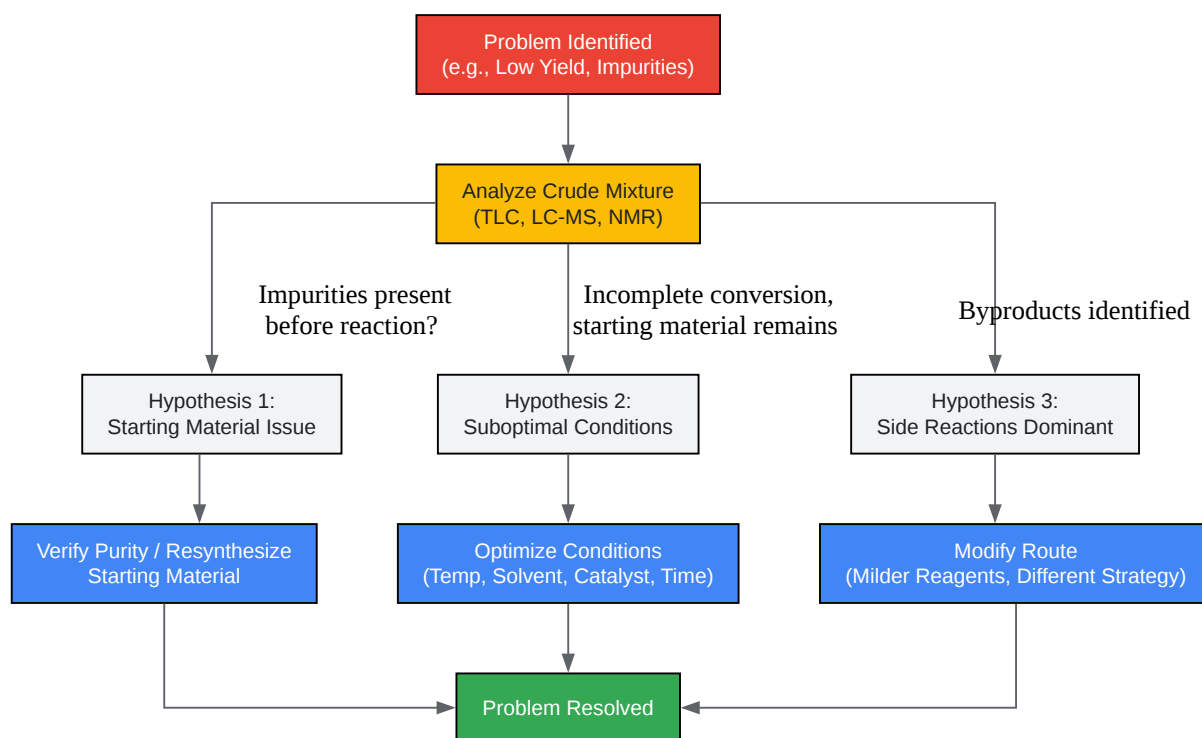 Problem Identified
(e.g., Low Yield, Impurities)
Analyze Crude Mixture
(TLC, LC-MS, NMR)
Impurities present
before reaction?
Incomplete conversion,
starting material remains
Byproducts identified
Hypothesis 1:
Starting Material Issue
Hypothesis 2:
Suboptimal Conditions
Hypothesis 3:
Side Reactions Dominant
Verify Purity / Resynthesize
Starting Material
Optimize Conditions
(Temp, Solvent, Catalyst, Time)
Modify Route
(Milder Reagents, Different Strategy)
Problem Resolved